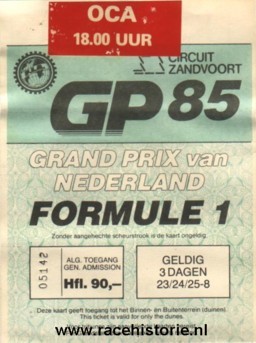 OCA
18.00 UUR
CIRCUIT
ZANDVOORT
GP 85
GRAND PRIX van
NEDERLAND
FORMULE 1
Zonder aangehechte scheurstrook is de kaart ongeldig.
05142
ALG. TOEGANG
GEN. ADMISSION
Hfl. 90,–
GELDIG
3 DAGEN
23/24/25-8
Deze kaart geeft toegang tot het Binnen- en Buitenterrein (duinen).
This ticket is valid for only the dunes.
www.racehistorie.nl